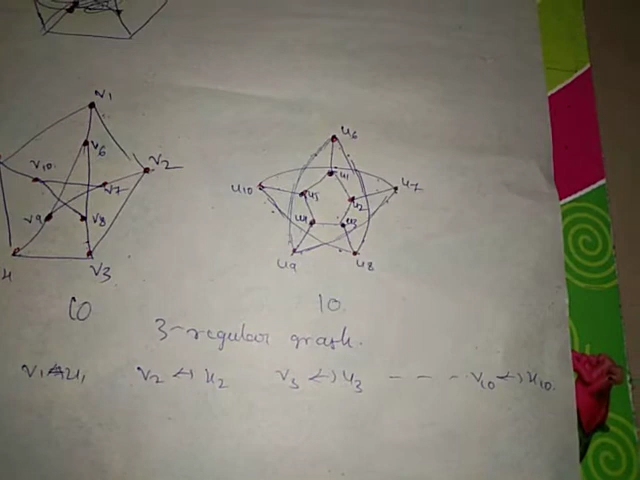 v1
v6
v10
v2
v7
v9
v8
v3
u6
u10
u1
u7
u5
u2
u4
u3
u9
u8
10
10
3-regular graph.
v1 ↔ u1 v2 ↔ u2 v3 ↔ u3 - - - v10 ↔ u10.